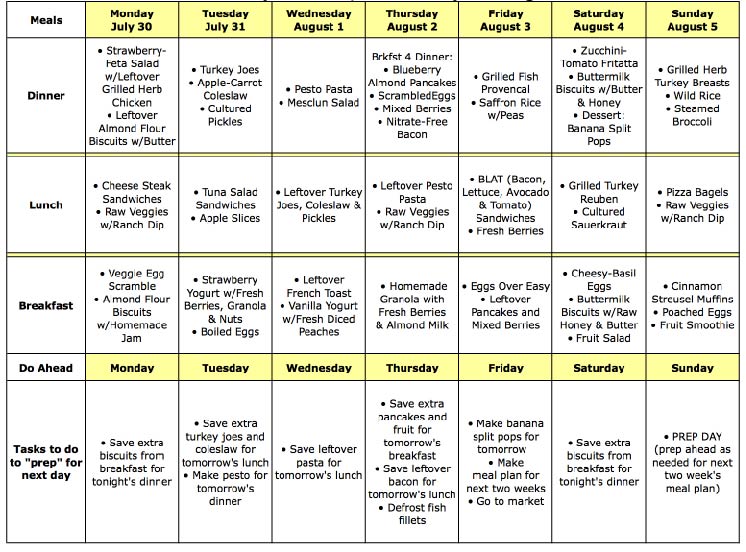 Meals
Monday
July 30
Tuesday
July 31
Wednesday
August 1
Thursday
August 2
Friday
August 3
Saturday
August 4
Sunday
August 5
Dinner
• Strawberry-
Feta Salad
w/Leftover
Grilled Herb
Chicken
• Leftover
Almond Flour
Biscuits w/Butter
• Turkey Joes
• Apple-Carrot
Coleslaw
• Cultured
Pickles
• Pesto Pasta
• Mesclun Salad
Brkfst 4 Dinner:
• Blueberry
Almond Pancakes
• ScrambledEggs
• Mixed Berries
• Nitrate-Free
Bacon
• Grilled Fish
Provencal
• Saffron Rice
w/Peas
• Zucchini-
Tomato Fritatta
• Buttermilk
Biscuits w/Butter
& Honey
• Dessert:
Banana Split
Pops
• Grilled Herb
Turkey Breasts
• Wild Rice
• Steamed
Broccoli
Lunch
• Cheese Steak
Sandwiches
• Raw Veggies
w/Ranch Dip
• Tuna Salad
Sandwiches
• Apple Slices
• Leftover Turkey
Joes, Coleslaw &
Pickles
• Leftover Pesto
Pasta
• Raw Veggies
w/Ranch Dip
• BLAT (Bacon,
Lettuce, Avocado
& Tomato)
Sandwiches
• Fresh Berries
• Grilled Turkey
Reuben
• Cultured
Sauerkraut
• Pizza Bagels
• Raw Veggies
w/Ranch Dip
Breakfast
• Veggie Egg
Scramble
• Almond Flour
Biscuits
w/Homemade
Jam
• Strawberry
Yogurt w/Fresh
Berries, Granola
& Nuts
• Boiled Eggs
• Leftover
French Toast
• Vanilla Yogurt
w/Fresh Diced
Peaches
• Homemade
Granola with
Fresh Berries
& Almond Milk
• Eggs Over Easy
• Leftover
Pancakes and
Mixed Berries
• Cheesy-Basil
Eggs
• Buttermilk
Biscuits w/Raw
Honey & Butter
• Fruit Salad
• Cinnamon
Streusel Muffins
• Poached Eggs
• Fruit Smoothie
Do Ahead
Monday
Tuesday
Wednesday
Thursday
Friday
Saturday
Sunday
Tasks to do
to "prep" for
next day
• Save extra
biscuits from
breakfast for
tonight's dinner
• Save extra
turkey joes and
coleslaw for
tomorrow's lunch
• Make pesto for
tomorrow's
dinner
• Save leftover
pasta for
tomorrow's lunch
• Save extra
pancakes and
fruit for
tomorrow's
breakfast
• Save leftover
bacon for
tomorrow's lunch
• Defrost fish
fillets
• Make banana
split pops for
tomorrow
• Make
meal plan for
next two weeks
• Go to market
• Save extra
biscuits from
breakfast for
tonight's dinner
• PREP DAY
(prep ahead as
needed for next
two week's
meal plan)